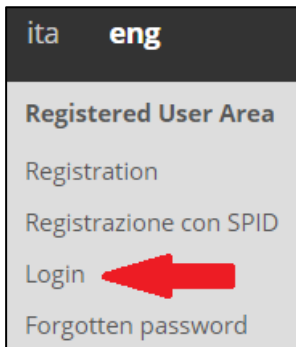 ita eng
Registered User Area
Registration
Registrazione con SPID
Login
Forgotten password